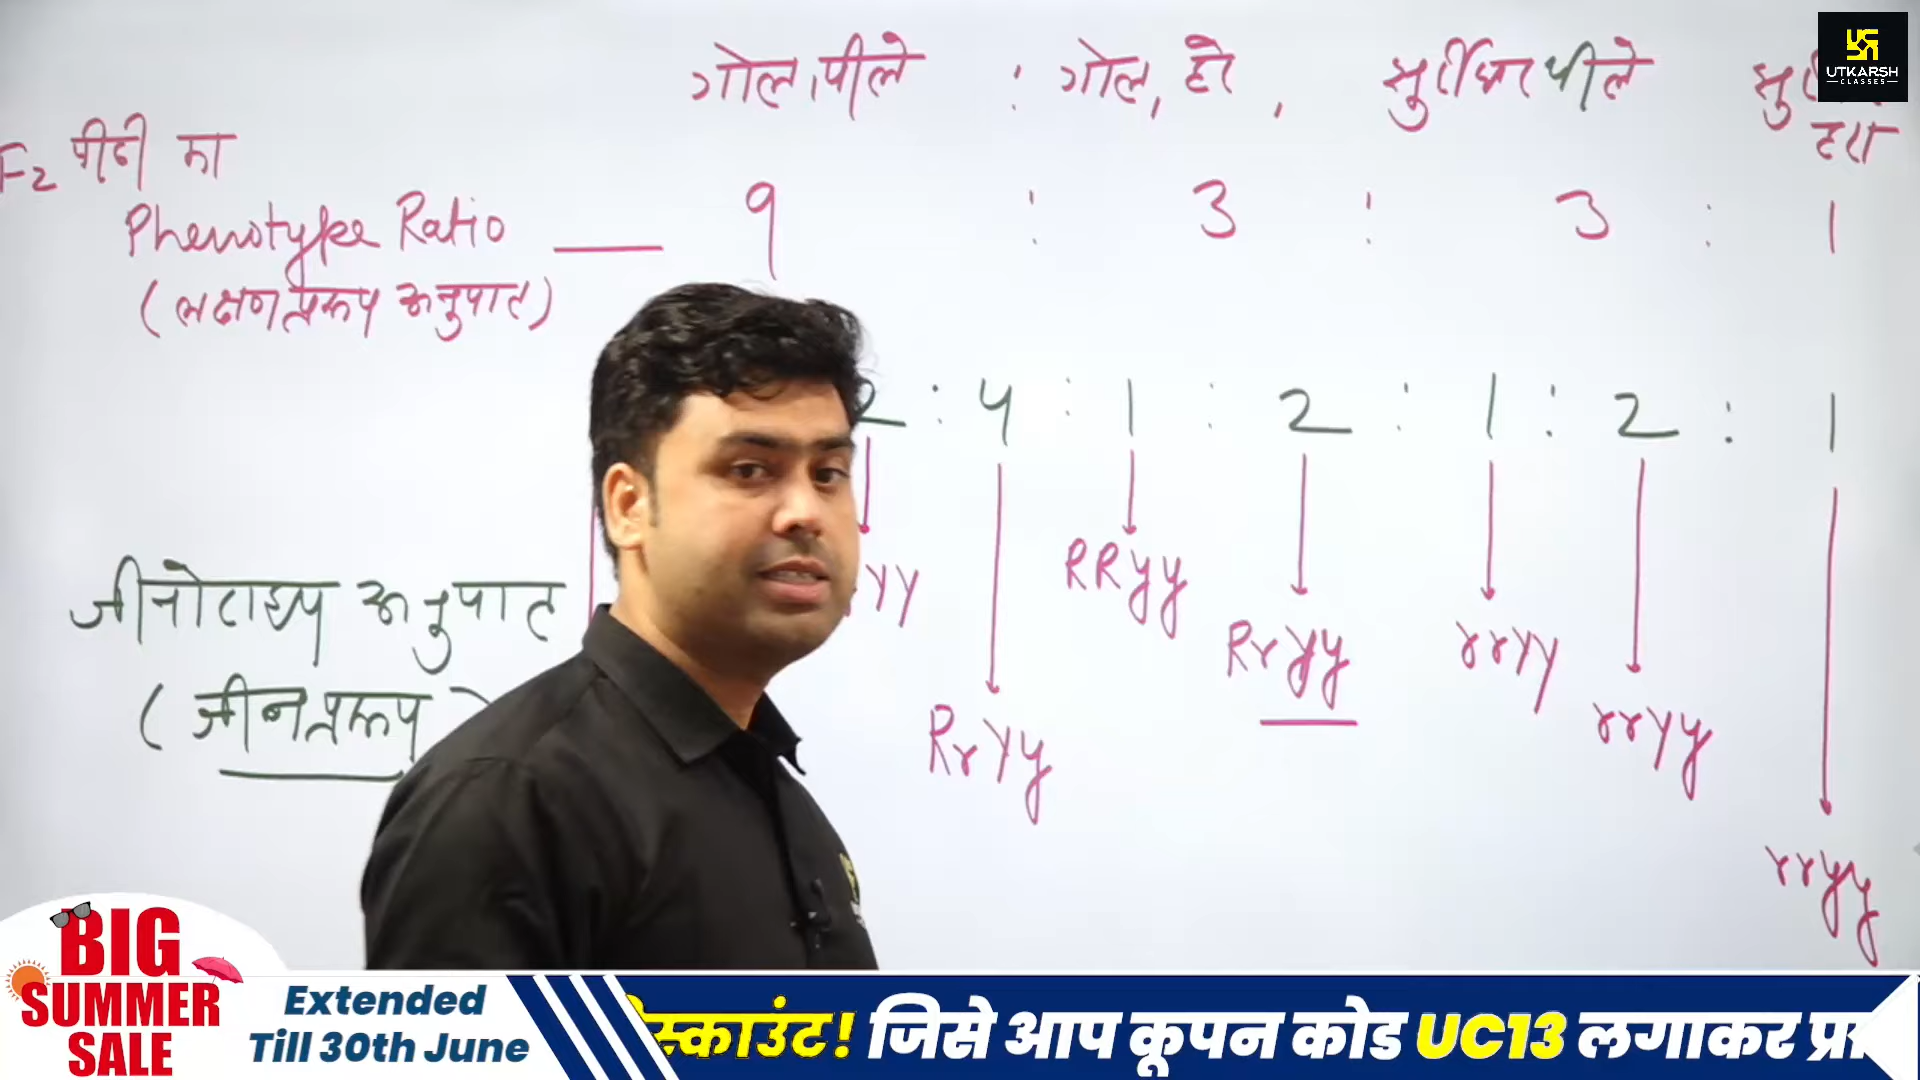 गोल, पीले : गोल, हरे , झुर्रीदार पीले
हरा
F2 पीढी का
Phenotype Ratio — 9 : 3 : 3 : 1
(लक्षणप्ररूप अनुपात)
2 : 4 : 1 : 2 : 1 : 2 : 1
YY RRyy
जीनोटाइप अनुपात Rryy rrYY
(जीनप्ररूप RrYy rrYy
rryy
UTKARSH
CLASSES
BIG
SUMMER
SALE
Extended
Till 30th June
जिसे आप कूपन कोड UC13 लगाकर